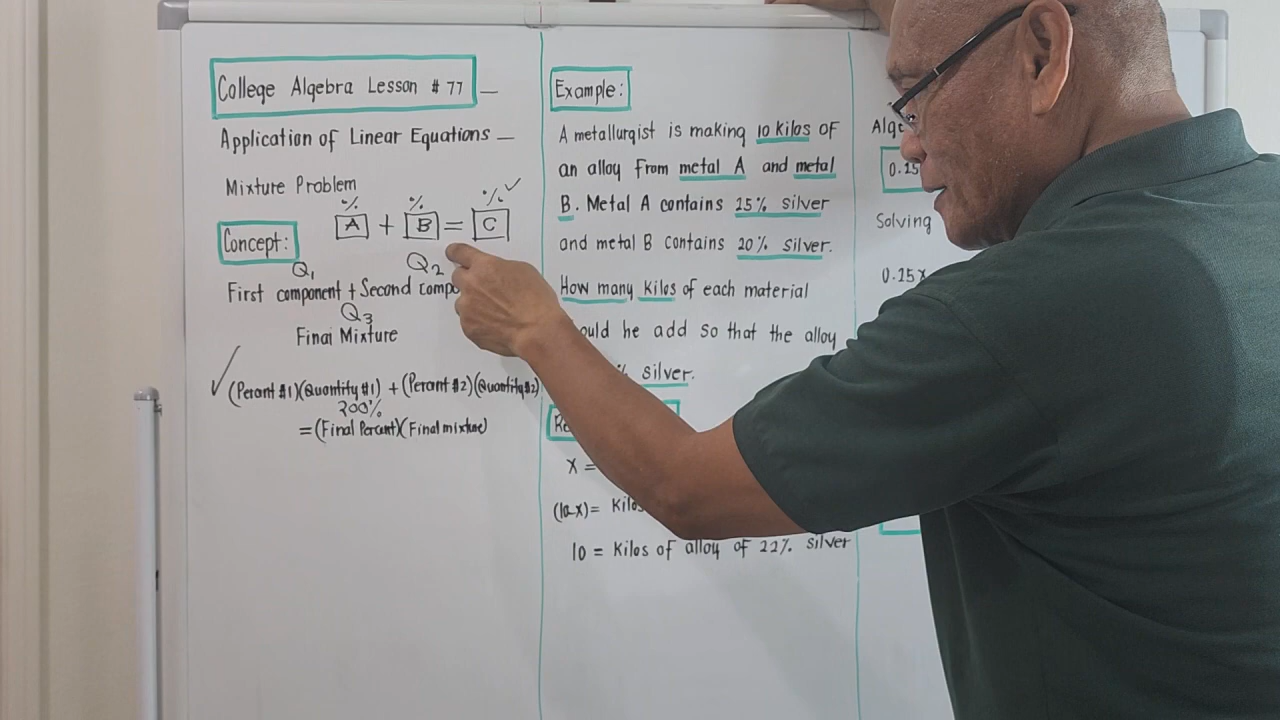 College Algebra Lesson # 77 —
Application of Linear Equations —
Mixture Problem
% % % ✓
Concept: A + B = C
Q1 Q2
First component + Second compo
Q3
Final Mixture
✓ (Percent #1)(Quantity #1) + (Percent #2)(Quantity #2)
200%
= (Final Percent)(Final mixture)
Example:
A metallurgist is making 10 kilos of
an alloy from metal A and metal
B. Metal A contains 25% silver
and metal B contains 20% silver.
How many kilos of each material
ould he add so that the alloy
% silver.
Re
X =
(10-X) = Kilos
10 = Kilos of alloy of 22% silver
Alge
0.25
Solving
0.25x